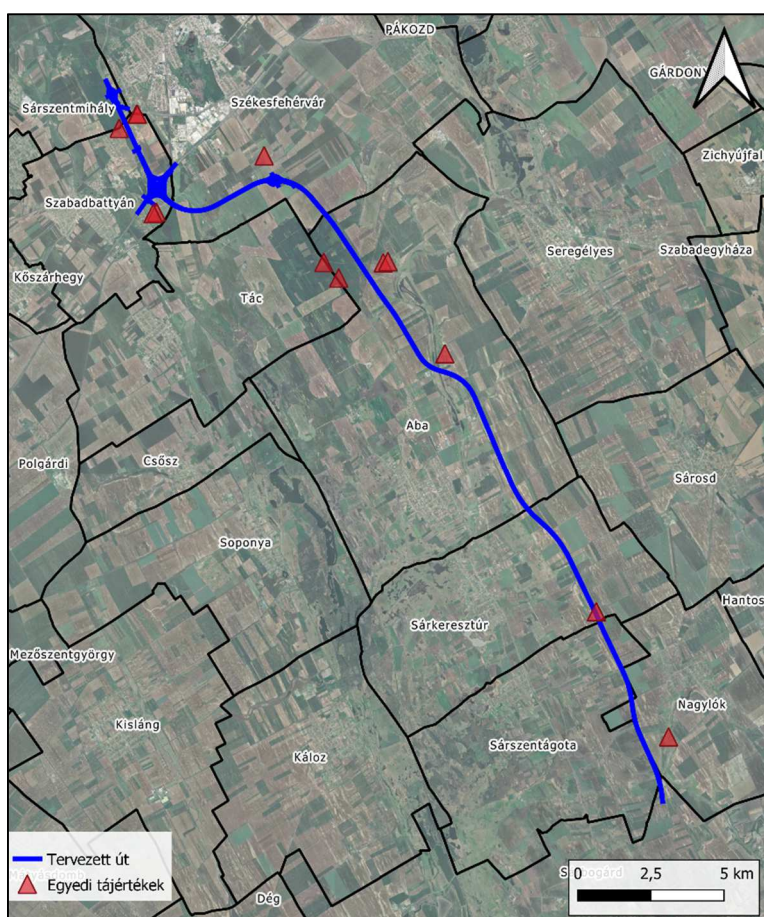 PÁKOZD
GÁRDONY
Sárszentmihály
Székesfehérvár
Zichyújfal
Szabadbattyán
Seregélyes
Szabadegyháza
Kőszárhegy
Tác
Aba
Polgárdi
Csősz
Sárosd
Soponya
Hantos
Sárkeresztúr
Mezőszentgyörgy
Nagylók
Kisláng
Sárszentágota
Káloz
Tervezett út
Egyedi tájértékek
Dég
0 2,5 5 km